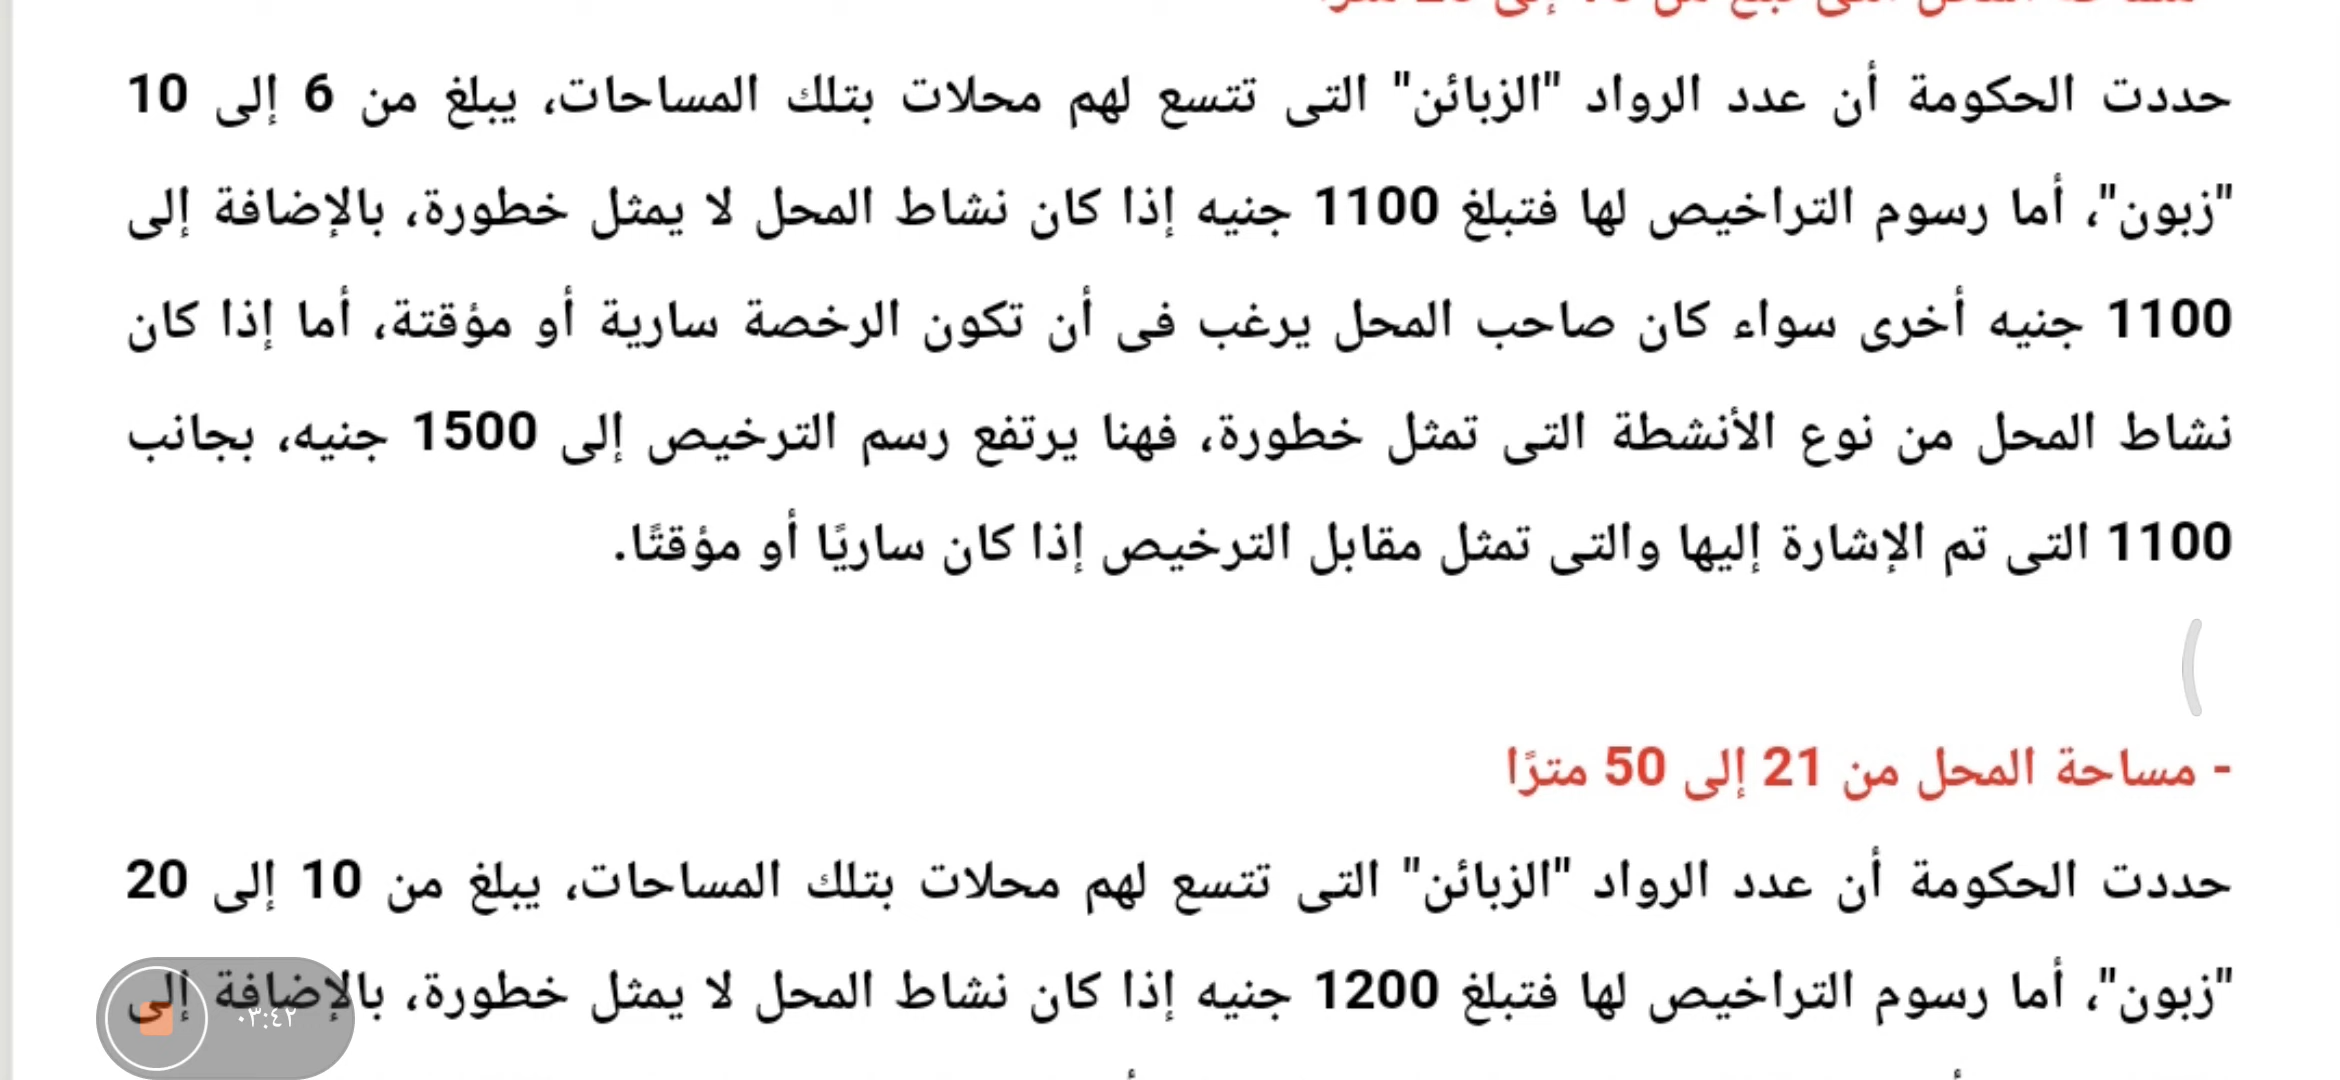 حددت الحكومة أن عدد الرواد "الزبائن" التى تتسع لهم محلات بتلك المساحات، يبلغ من 6 إلى 10
"زبون"، أما رسوم التراخيص لها فتبلغ 1100 جنيه إذا كان نشاط المحل لا يمثل خطورة، بالإضافة إلى
1100 جنيه أخرى سواء كان صاحب المحل يرغب فى أن تكون الرخصة سارية أو مؤقتة، أما إذا كان
نشاط المحل من نوع الأنشطة التى تمثل خطورة، فهنا يرتفع رسم الترخيص إلى 1500 جنيه، بجانب
1100 التى تم الإشارة إليها والتى تمثل مقابل الترخيص إذا كان ساريًا أو مؤقتًا.
- مساحة المحل من 21 إلى 50 مترًا
حددت الحكومة أن عدد الرواد "الزبائن" التى تتسع لهم محلات بتلك المساحات، يبلغ من 10 إلى 20
"زبون"، أما رسوم التراخيص لها فتبلغ 1200 جنيه إذا كان نشاط المحل لا يمثل خطورة، بالإضافة إلى
٠٣:٤٢